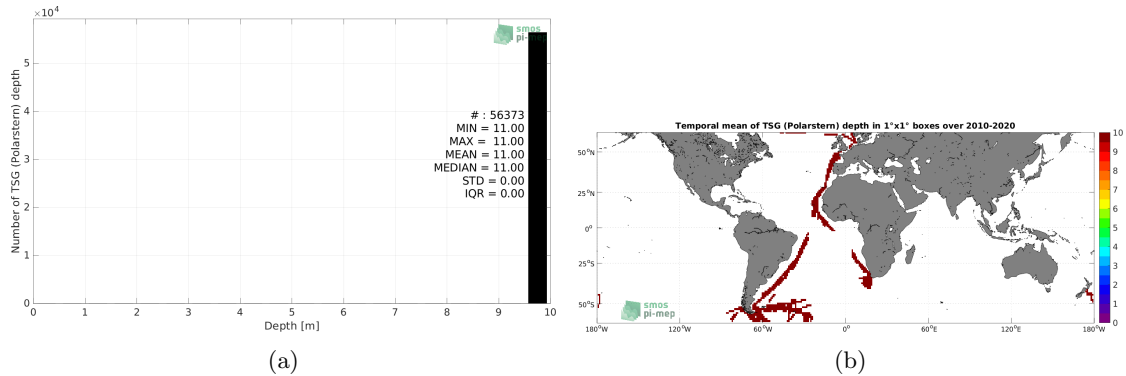 ×10⁴
5
4
3
2
1
0
Number of TSG (Polarstern) depth
smos
pi-mep
# : 56373
MIN = 11.00
MAX = 11.00
MEAN = 11.00
MEDIAN = 11.00
STD = 0.00
IQR = 0.00
0 1 2 3 4 5 6 7 8 9 10
Depth [m]
(a)
Temporal mean of TSG (Polarstern) depth in 1°x1° boxes over 2010-2020
50°N
25°N
0°
25°S
50°S
smos
pi-mep
180°W 120°W 60°W 0° 60°E 120°E 180°W
10
9
8
7
6
5
4
3
2
1
0
(b)